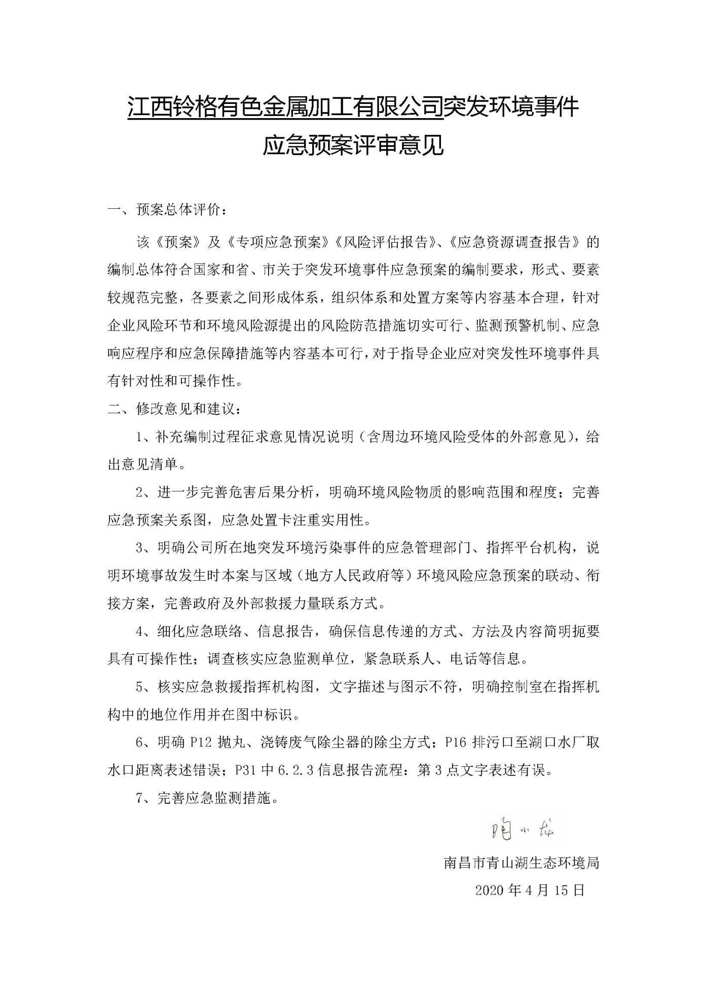 江西铃格有色金属加工有限公司突发环境事件
应急预案评审意见
一、预案总体评价：
该《预案》及《专项应急预案》《风险评估报告》、《应急资源调查报告》的
编制总体符合国家和省、市关于突发环境事件应急预案的编制要求，形式、要素
较规范完整，各要素之间形成体系，组织体系和处置方案等内容基本合理，针对
企业风险环节和环境风险源提出的风险防范措施切实可行、监测预警机制、应急
响应程序和应急保障措施等内容基本可行，对于指导企业应对突发性环境事件具
有针对性和可操作性。
二、修改意见和建议：
1、补充编制过程征求意见情况说明（含周边环境风险受体的外部意见），给
出意见清单。
2、进一步完善危害后果分析，明确环境风险物质的影响范围和程度；完善
应急预案关系图，应急处置卡注重实用性。
3、明确公司所在地突发环境污染事件的应急管理部门、指挥平台机构，说
明环境事故发生时本案与区域（地方人民政府等）环境风险应急预案的联动、衔
接方案，完善政府及外部救援力量联系方式。
4、细化应急联络、信息报告，确保信息传递的方式、方法及内容简明扼要
具有可操作性；调查核实应急监测单位，紧急联系人、电话等信息。
5、核实应急救援指挥机构图，文字描述与图示不符，明确控制室在指挥机
构中的地位作用并在图中标识。
6、明确 P12 抛丸、浇铸废气除尘器的除尘方式；P16 排污口至湖口水厂取
水口距离表述错误；P31 中 6.2.3 信息报告流程：第 3 点文字表述有误。
7、完善应急监测措施。
陶小龙
南昌市青山湖生态环境局
2020 年 4 月 15 日